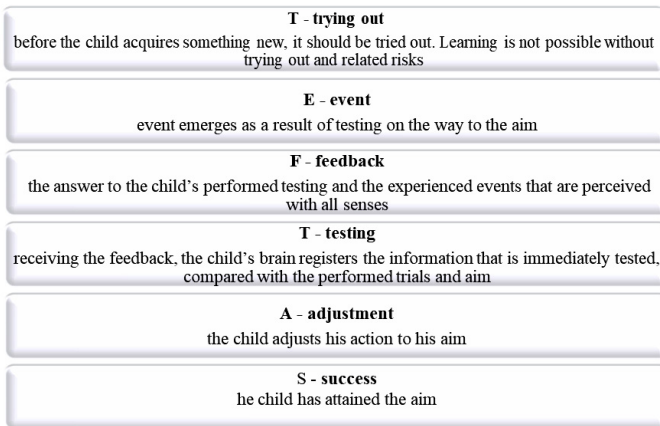 T - trying out
before the child acquires something new, it should be tried out. Learning is not possible without
trying out and related risks
E - event
event emerges as a result of testing on the way to the aim
F - feedback
the answer to the child’s performed testing and the experienced events that are perceived
with all senses
T - testing
receiving the feedback, the child’s brain registers the information that is immediately tested,
compared with the performed trials and aim
A - adjustment
the child adjusts his action to his aim
S - success
he child has attained the aim